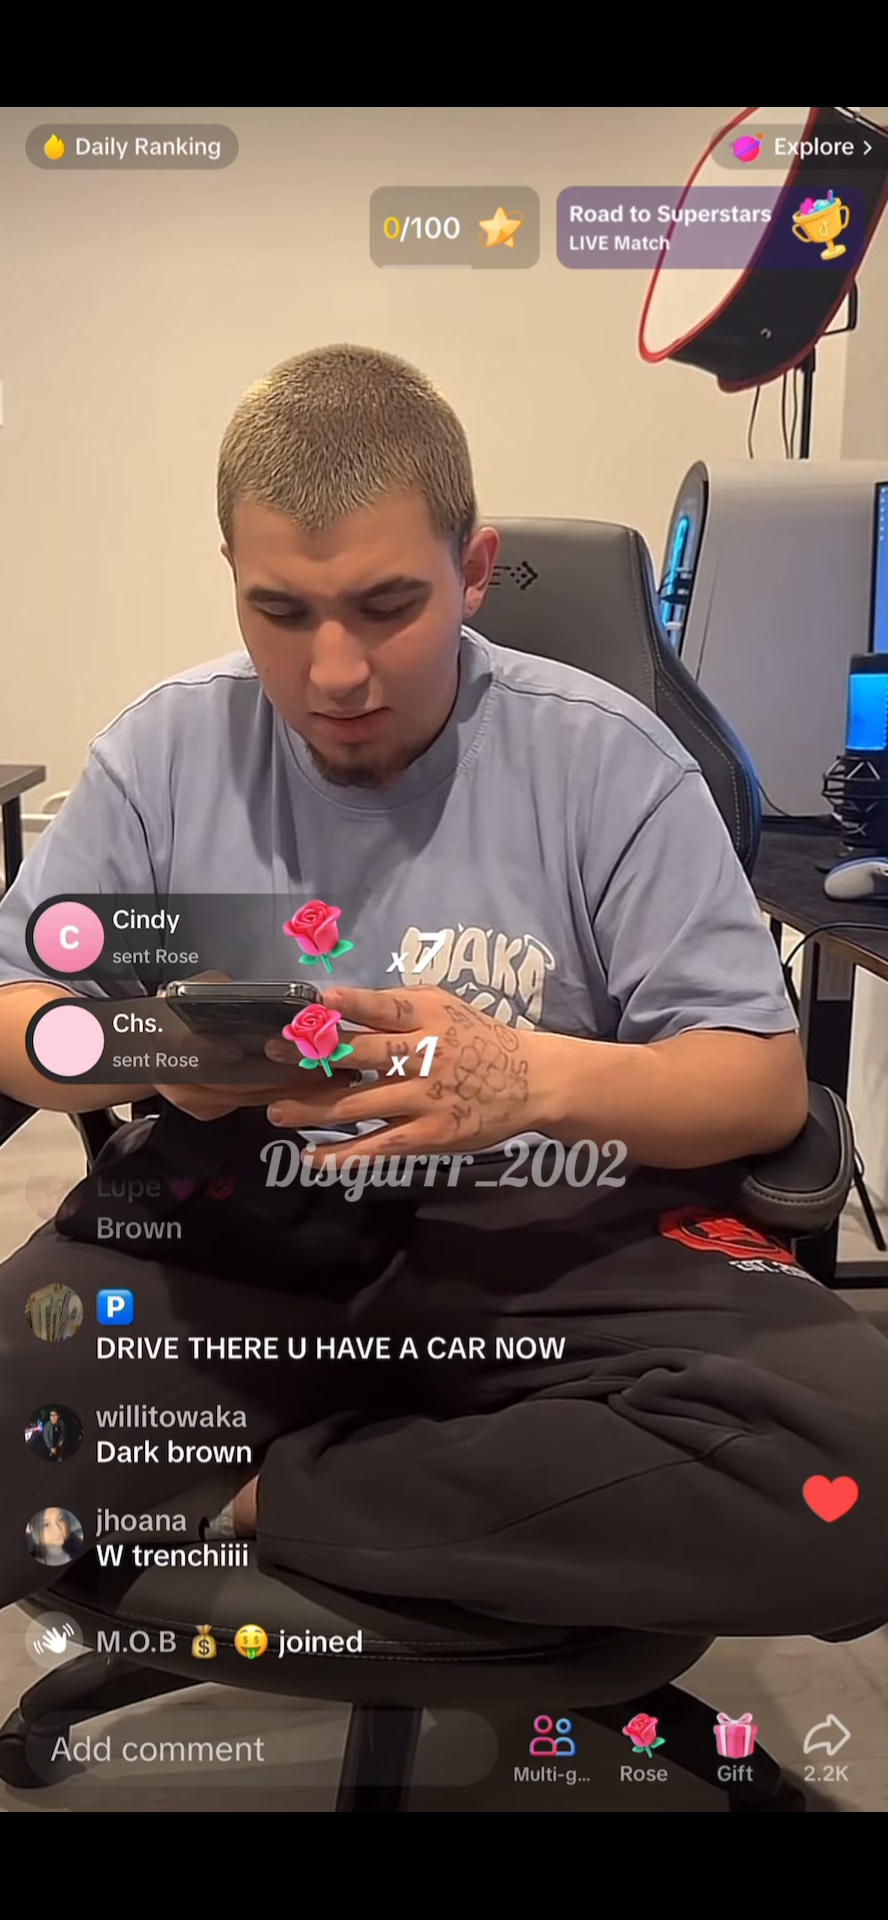 Daily Ranking
Explore >
0/100
Road to Superstars
LIVE Match
Cindy
sent Rose
x7
WAKA
Chs.
sent Rose
x1
Disgurrr_2002
Lupe
Brown
P
DRIVE THERE U HAVE A CAR NOW
willitowaka
Dark brown
jhoana
W trenchiiii
M.O.B 💰 🤑 joined
Add comment
Multi-g...
Rose
Gift
2.2K